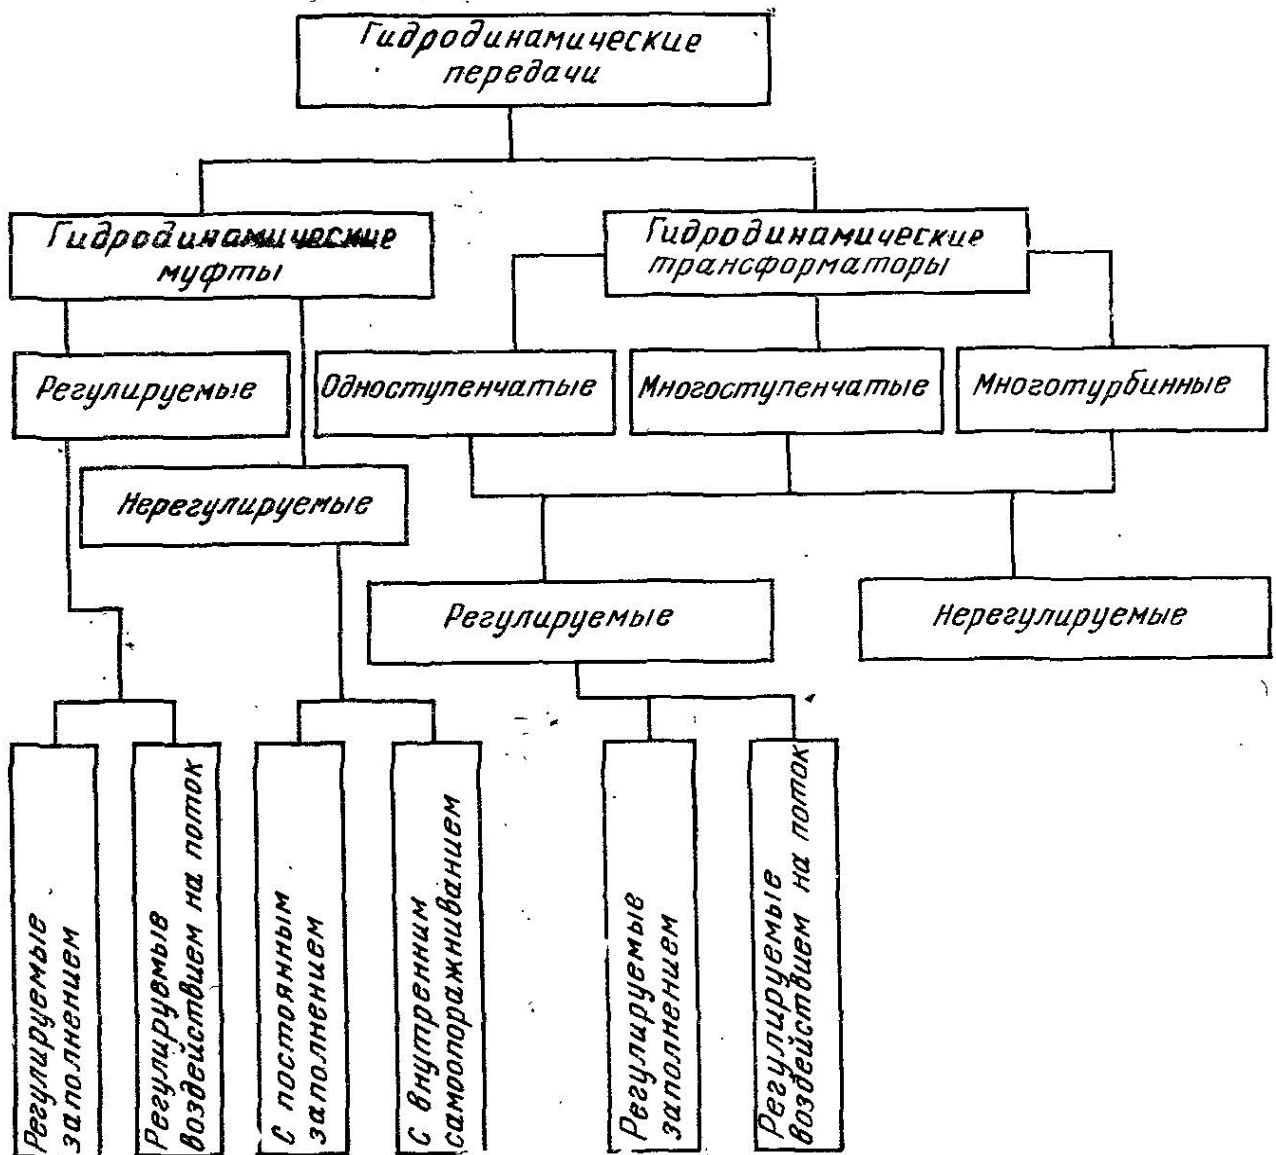 Гидродинамические
передачи
Гидродинамические
муфты
Гидродинамические
трансформаторы
Регулируемые
Одноступенчатые
Многоступенчатые
Многотурбинные
Нерегулируемые
Регулируемые
Нерегулируемые
Регулируемые
заполнением
Регулируемые
воздействием на поток
С постоянным
заполнением
С внутренним
самоопоражниванием
Регулируемые
заполнением
Регулируемые
воздействием на поток